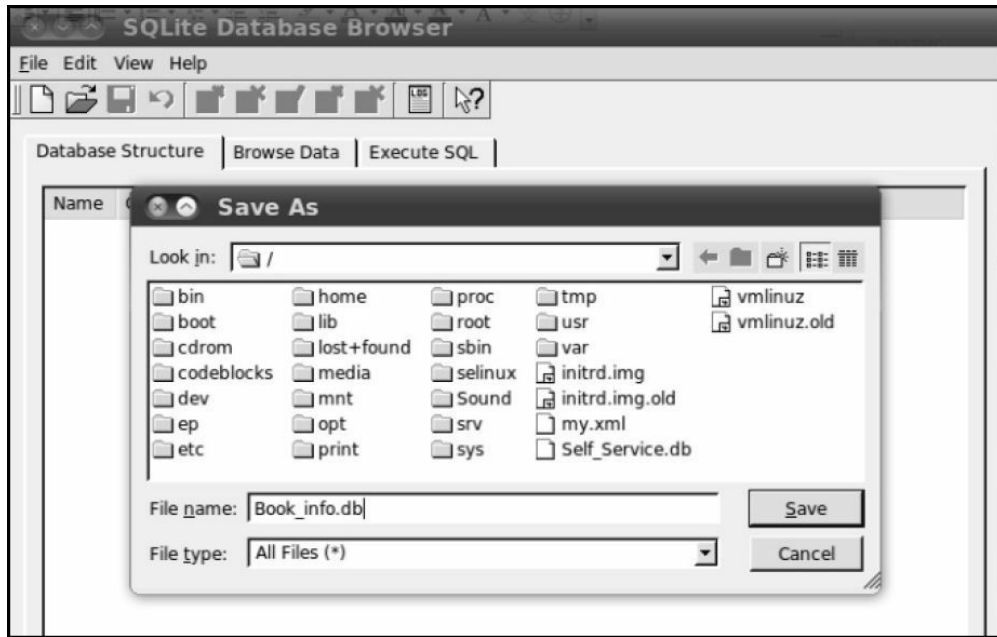 SQLite Database Browser
File Edit View Help
LOG
Database Structure Browse Data Execute SQL
Name
Save As
Look in: /
bin home proc tmp vmlinuz
boot lib root usr vmlinuz.old
cdrom lost+found sbin var
codeblocks media selinux initrd.img
dev mnt Sound initrd.img.old
ep opt srv my.xml
etc print sys Self_Service.db
File name: Book_info.db
Save
File type: All Files (*)
Cancel